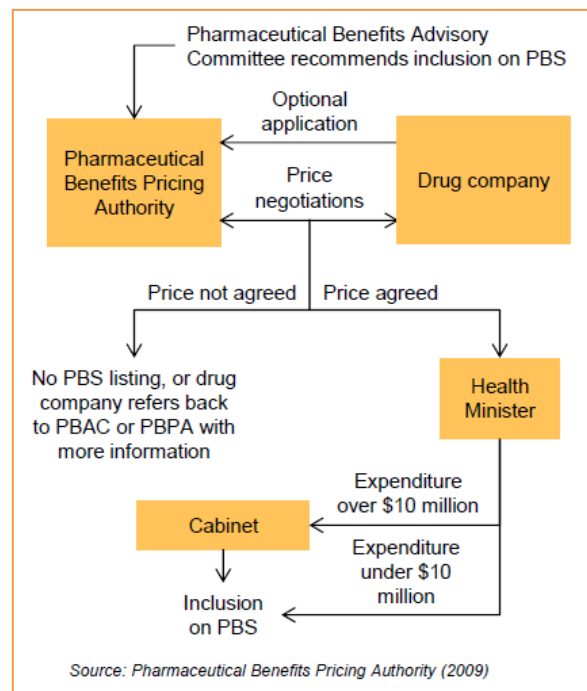 Pharmaceutical Benefits Advisory
Committee recommends inclusion on PBS
Optional
application
Pharmaceutical
Benefits Pricing
Authority
Drug company
Price
negotiations
Price not agreed
Price agreed
No PBS listing, or drug
company refers back
to PBAC or PBPA with
more information
Health
Minister
Expenditure
over $10 million
Cabinet
Expenditure
under $10
million
Inclusion
on PBS
Source: Pharmaceutical Benefits Pricing Authority (2009)